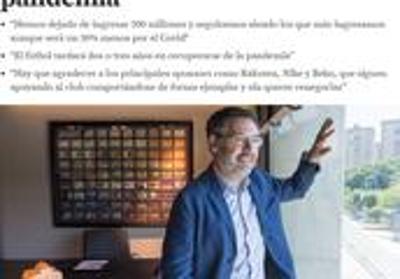 pandemia"
"Hemos dejado de ingresar 200 millones y seguiremos siendo los que más ingresamos
aunque será un 30% menos por el Covid"
"El fútbol tardará dos o tres años en recuperarse de la pandemia"
"Hay que agradecer a los principales sponsors como Rakuten, Nike y Beko, que siguen
apoyando al club comportándose de forma ejemplar y sin querer renegociar"